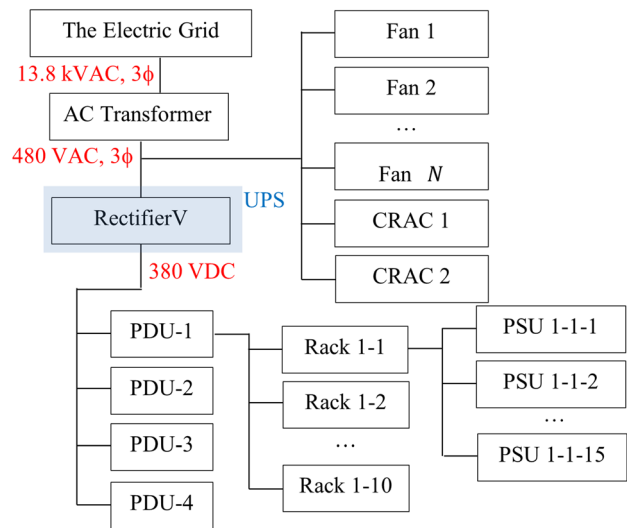 The Electric Grid
13.8 kVAC, 3ϕ
AC Transformer
480 VAC, 3ϕ
UPS
RectifierV
380 VDC
Fan 1
Fan 2
...
Fan N
CRAC 1
CRAC 2
PDU-1
PDU-2
PDU-3
PDU-4
Rack 1-1
Rack 1-2
...
Rack 1-10
PSU 1-1-1
PSU 1-1-2
...
PSU 1-1-15